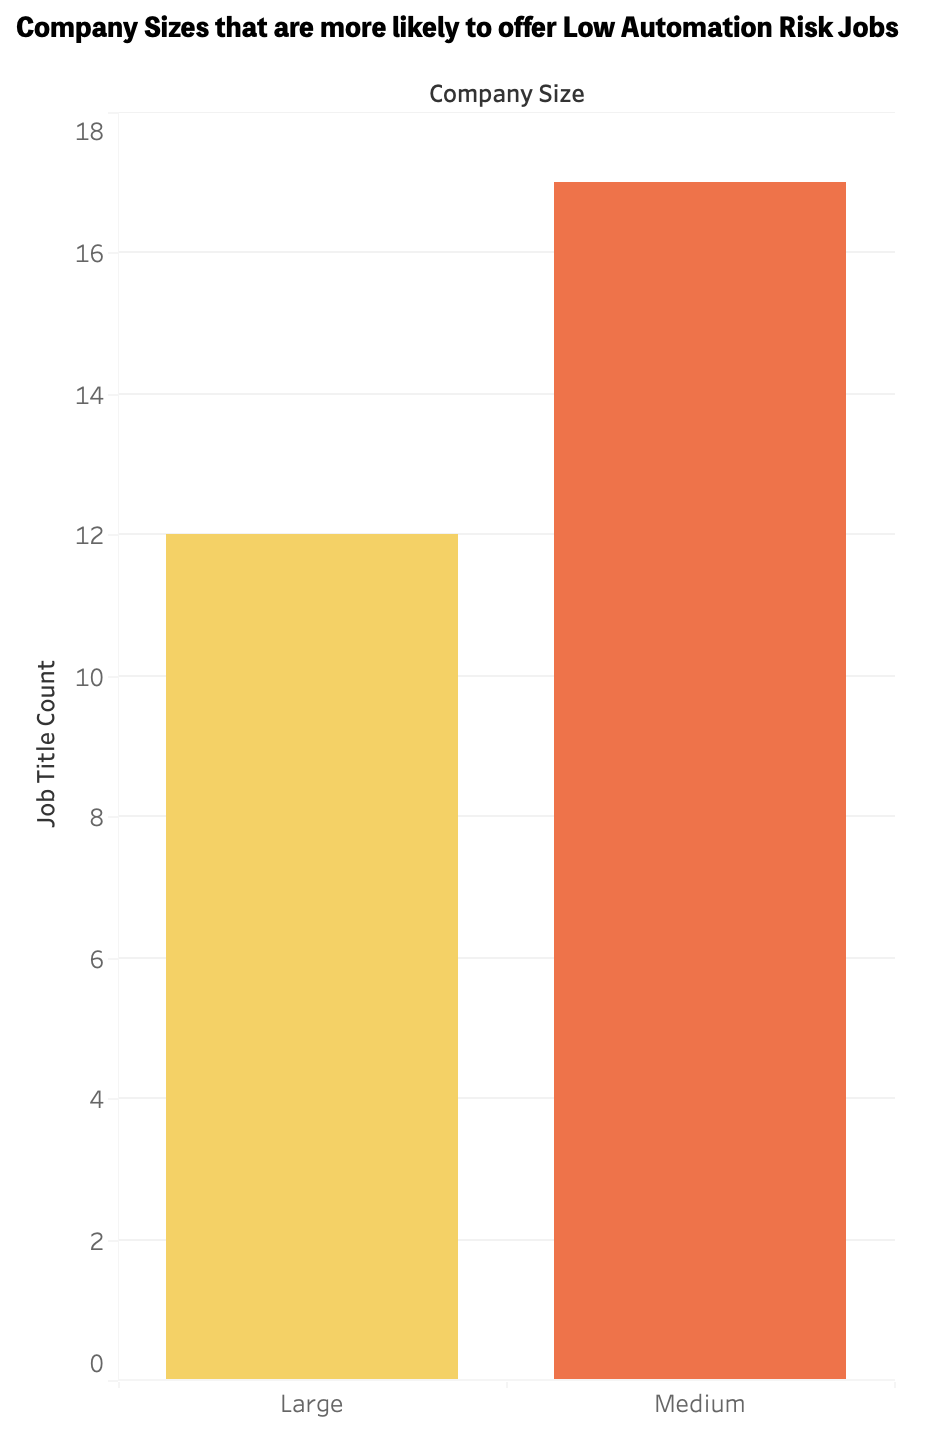 Company Sizes that are more likely to offer Low Automation Risk Jobs
Company Size
18
16
14
12
10
8
6
4
2
0
Job Title Count
Large
Medium